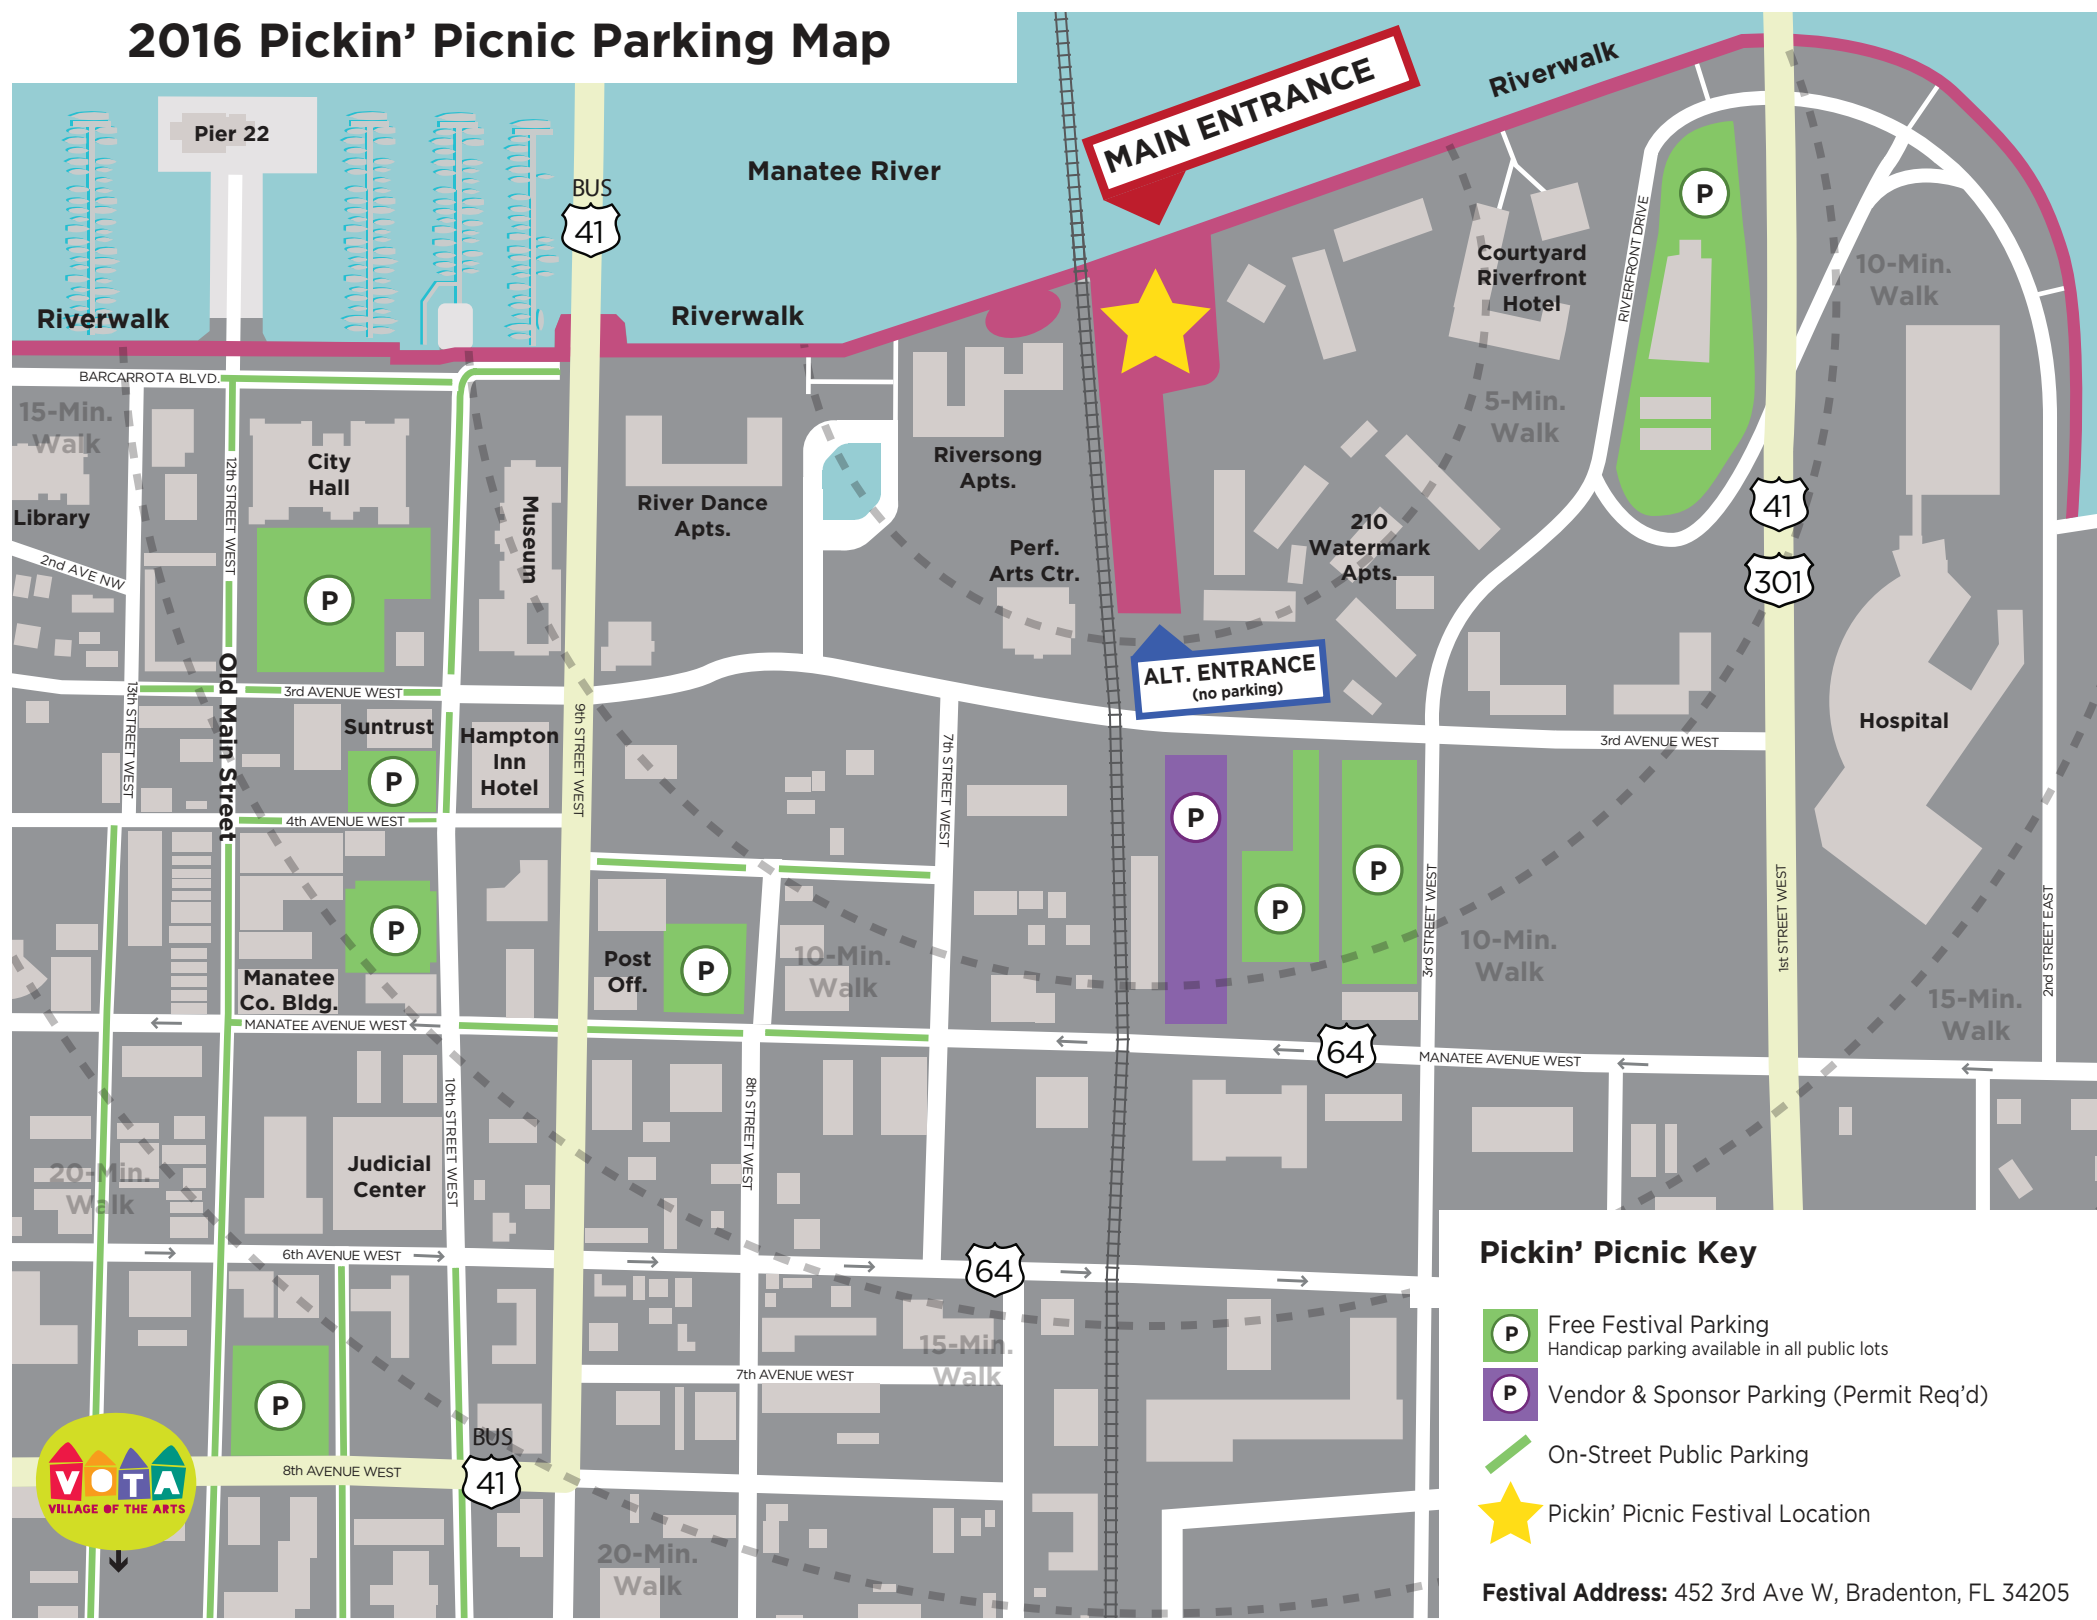 2016 Pickin’ Picnic Parking Map
Pier 22
BUS
41
Manatee River
MAIN ENTRANCE
Riverwalk
Riverwalk
Riverwalk
RIVERFRONT DRIVE
P
Courtyard
Riverfront
Hotel
10-Min.
Walk
BARCARROTA BLVD.
15-Min.
Walk
5-Min.
Walk
City
Hall
Library
12th STREET WEST
Museum
River Dance
Apts.
Riversong
Apts.
41
301
2nd AVE NW
P
Perf.
Arts Ctr.
210
Watermark
Apts.
ALT. ENTRANCE
(no parking)
13th STREET WEST
Old Main Street
3rd AVENUE WEST
Suntrust
P
Hampton
Inn
Hotel
9th STREET WEST
7th STREET WEST
3rd AVENUE WEST
Hospital
4th AVENUE WEST
P
P
P
P
3rd STREET WEST
1st STREET WEST
2nd STREET EAST
Manatee
Co. Bldg.
Post
Off.
P
10-Min.
Walk
10-Min.
Walk
15-Min.
Walk
MANATEE AVENUE WEST
64
MANATEE AVENUE WEST
10th STREET WEST
8th STREET WEST
Judicial
Center
20-Min.
Walk
6th AVENUE WEST
64
15-Min.
Walk
7th AVENUE WEST
P
8th AVENUE WEST
BUS
41
VOTA
VILLAGE OF THE ARTS
20-Min.
Walk
Pickin’ Picnic Key
P
Free Festival Parking
Handicap parking available in all public lots
P
Vendor & Sponsor Parking (Permit Req’d)
On-Street Public Parking
Pickin’ Picnic Festival Location
Festival Address: 452 3rd Ave W, Bradenton, FL 34205